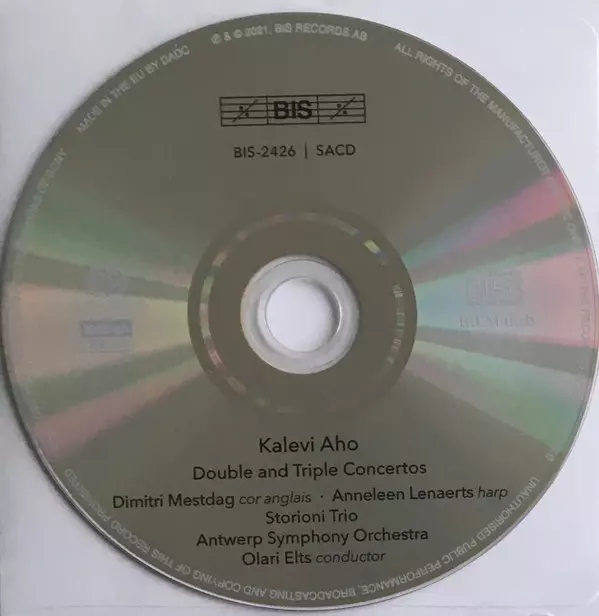 MADE IN THE EU BY DADC
℗ & © 2021, BIS RECORDS AB
ALL RIGHTS OF THE MANUFACTURER
BIS
BIS-2426 | SACD
BIS
Kalevi Aho
Double and Triple Concertos
Dimitri Mestdag cor anglais · Anneleen Lenaerts harp
Storioni Trio
Antwerp Symphony Orchestra
Olari Elts conductor
UNAUTHORISED PUBLIC PERFORMANCE, BROADCASTING AND COPYING OF THIS RECORD PROHIBITED